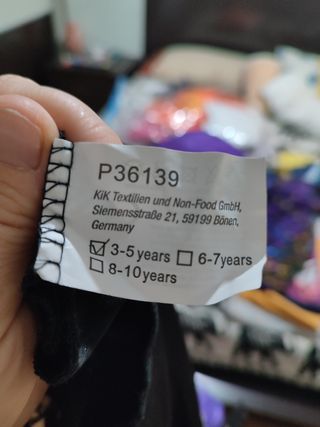 P36139
KiK Textilien und Non-Food GmbH,
Siemensstraße 21, 59199 Bönen,
Germany
☑ 3-5 years ☐ 6-7years
☐ 8-10years